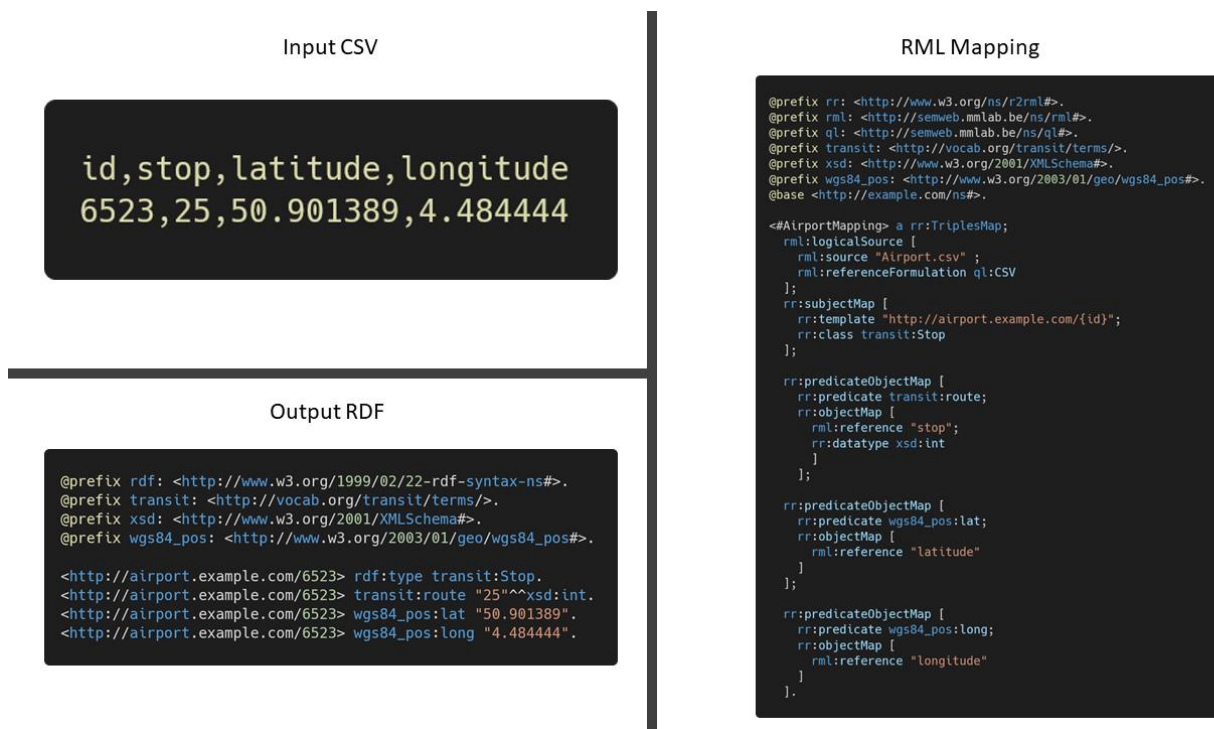 Input CSV
id,stop,latitude,longitude
6523,25,50.901389,4.484444
Output RDF
@prefix rdf: <http://www.w3.org/1999/02/22-rdf-syntax-ns#>.
@prefix transit: <http://vocab.org/transit/terms/>.
@prefix xsd: <http://www.w3.org/2001/XMLSchema#>.
@prefix wgs84_pos: <http://www.w3.org/2003/01/geo/wgs84_pos#>.
<http://airport.example.com/6523> rdf:type transit:Stop.
<http://airport.example.com/6523> transit:route "25"^^xsd:int.
<http://airport.example.com/6523> wgs84_pos:lat "50.901389".
<http://airport.example.com/6523> wgs84_pos:long "4.484444".
RML Mapping
@prefix rr: <http://www.w3.org/ns/r2rml#>.
@prefix rml: <http://semweb.mmlab.be/ns/rml#>.
@prefix ql: <http://semweb.mmlab.be/ns/ql#>.
@prefix transit: <http://vocab.org/transit/terms/>.
@prefix xsd: <http://www.w3.org/2001/XMLSchema#>.
@prefix wgs84_pos: <http://www.w3.org/2003/01/geo/wgs84_pos#>.
@base <http://example.com/ns#>.
<#AirportMapping> a rr:TriplesMap;
rml:logicalSource [
rml:source "Airport.csv" ;
rml:referenceFormulation ql:CSV
];
rr:subjectMap [
rr:template "http://airport.example.com/{id}";
rr:class transit:Stop
];
rr:predicateObjectMap [
rr:predicate transit:route;
rr:objectMap [
rml:reference "stop";
rr:datatype xsd:int
]
];
rr:predicateObjectMap [
rr:predicate wgs84_pos:lat;
rr:objectMap [
rml:reference "latitude"
]
];
rr:predicateObjectMap [
rr:predicate wgs84_pos:long;
rr:objectMap [
rml:reference "longitude"
]
].